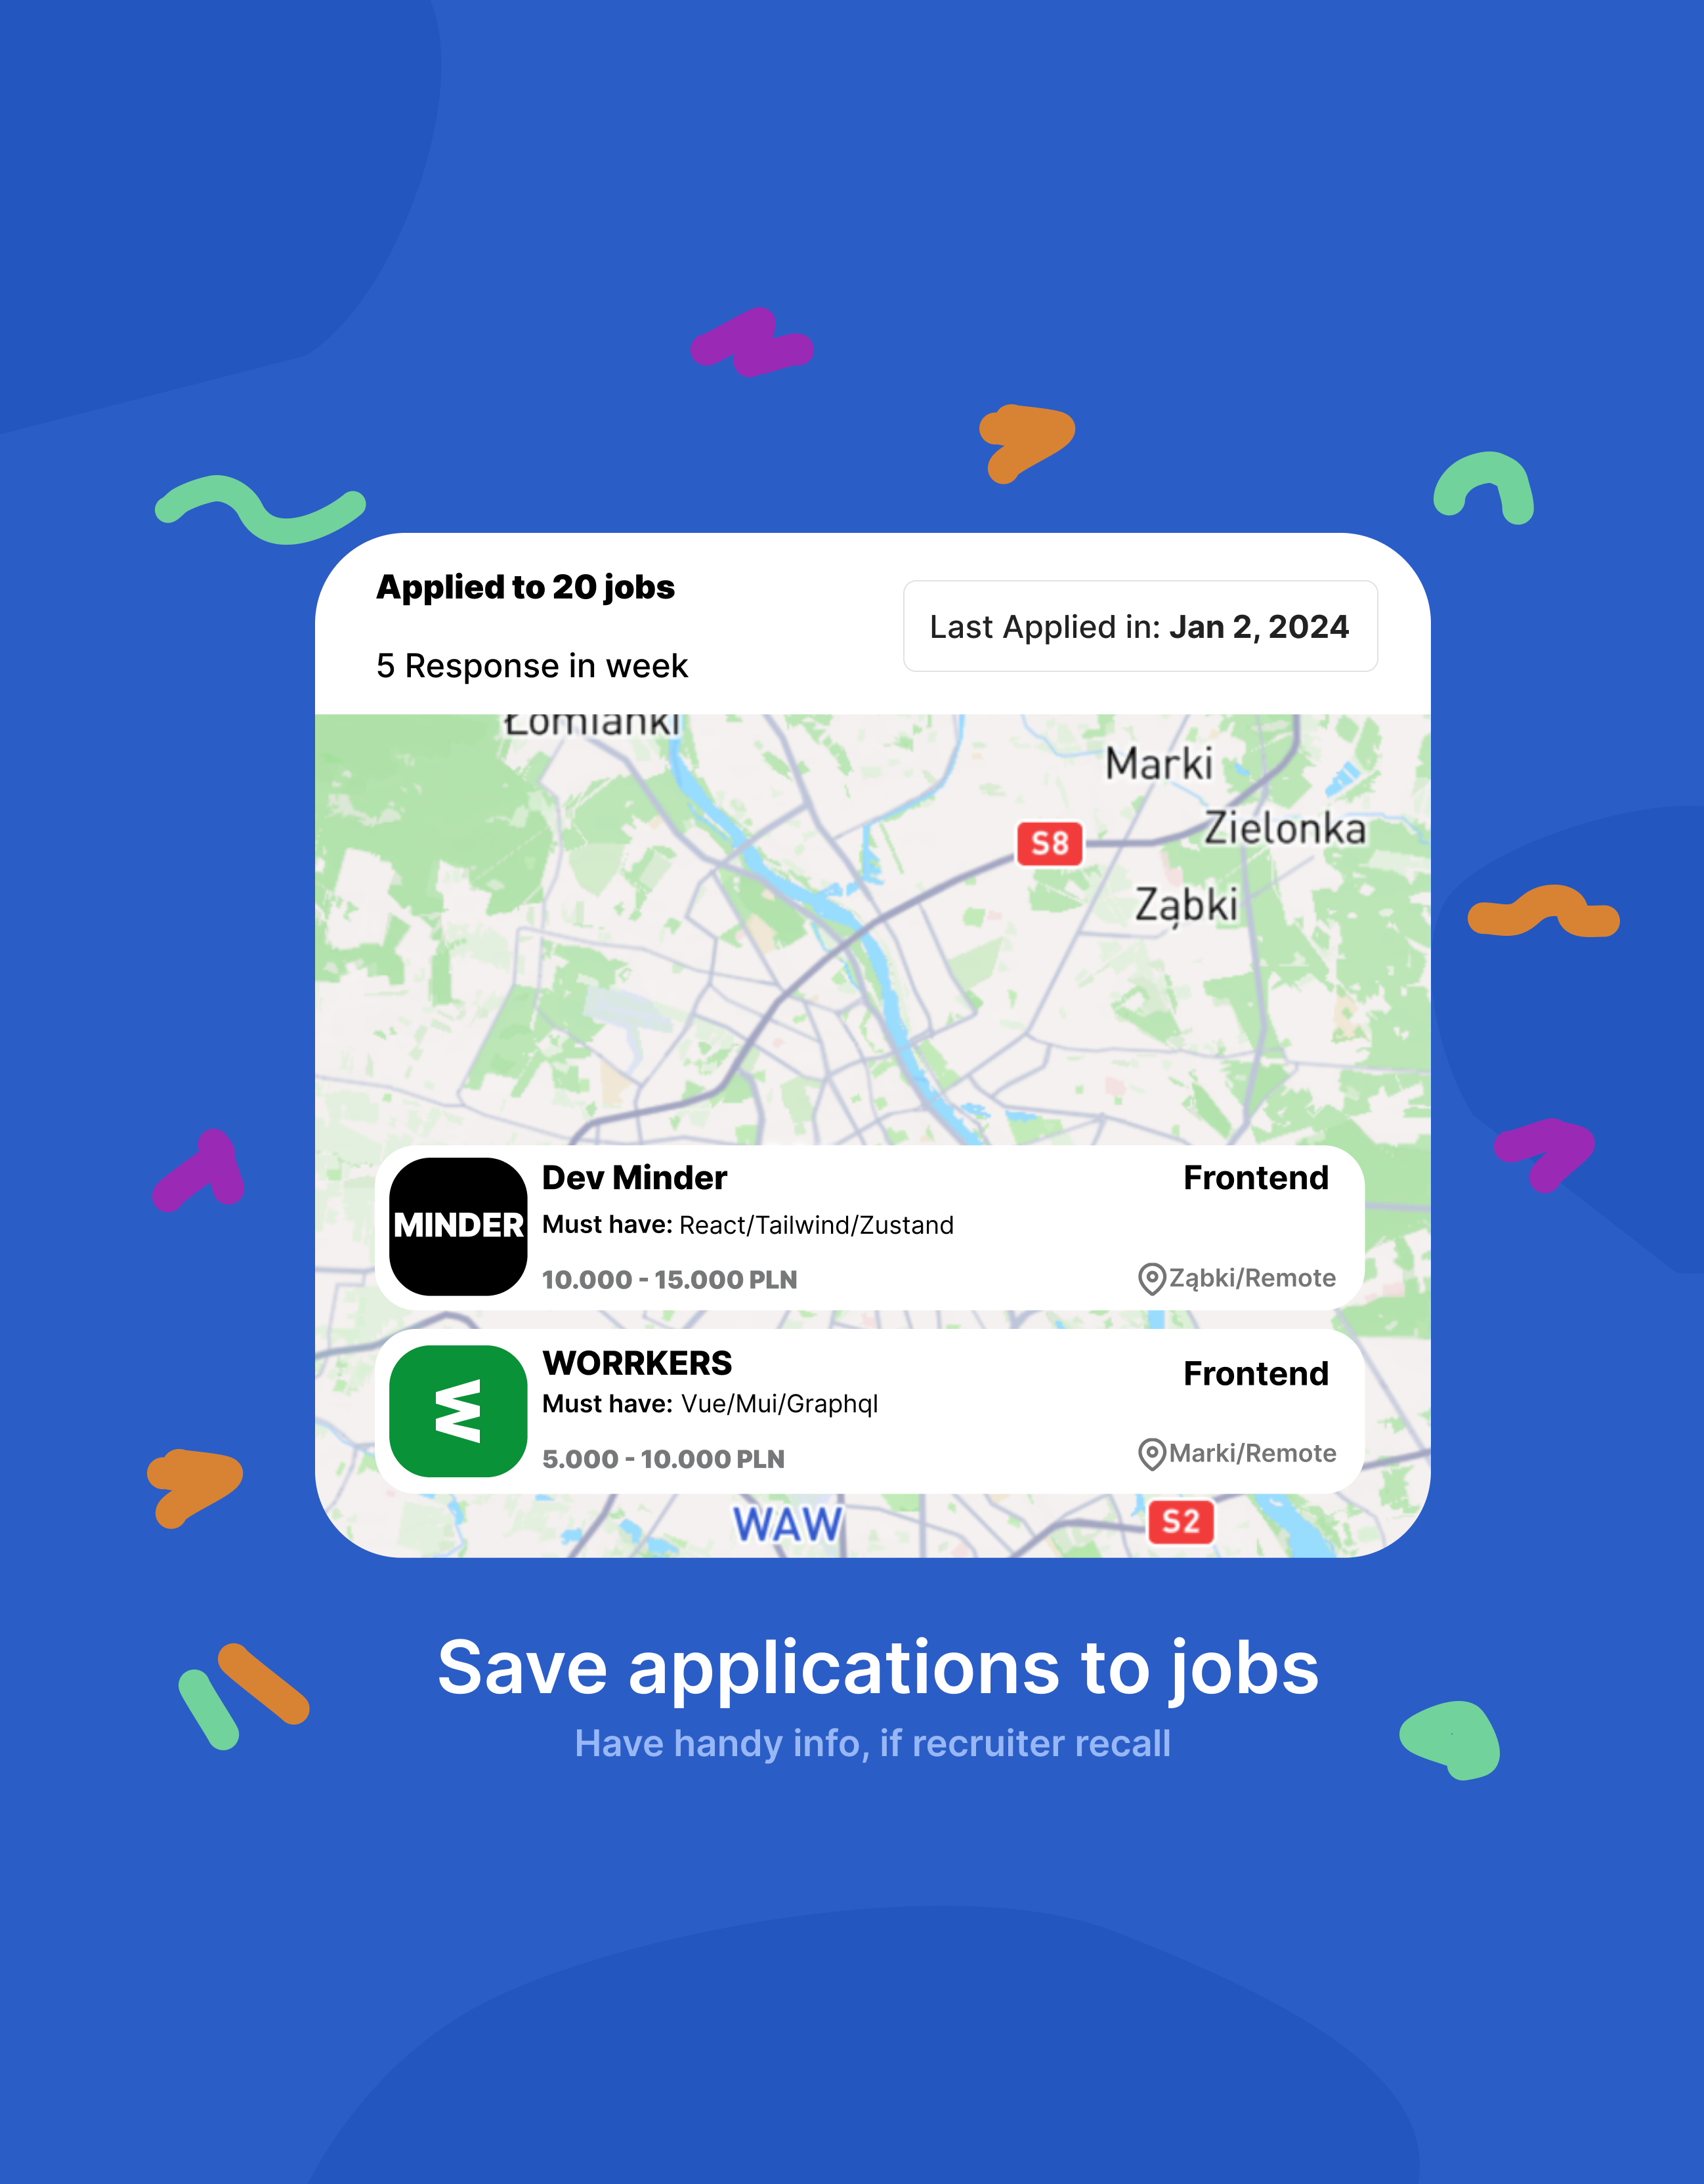 Applied to 20 jobs
5 Response in week
Last Applied in: Jan 2, 2024
Łomianki
Marki
S8
Zielonka
Ząbki
MINDER
Dev Minder
Frontend
Must have: React/Tailwind/Zustand
10.000 - 15.000 PLN
Ząbki/Remote
W
WORRKERS
Frontend
Must have: Vue/Mui/Graphql
5.000 - 10.000 PLN
Marki/Remote
WAW
S2
Save applications to jobs
Have handy info, if recruiter recall